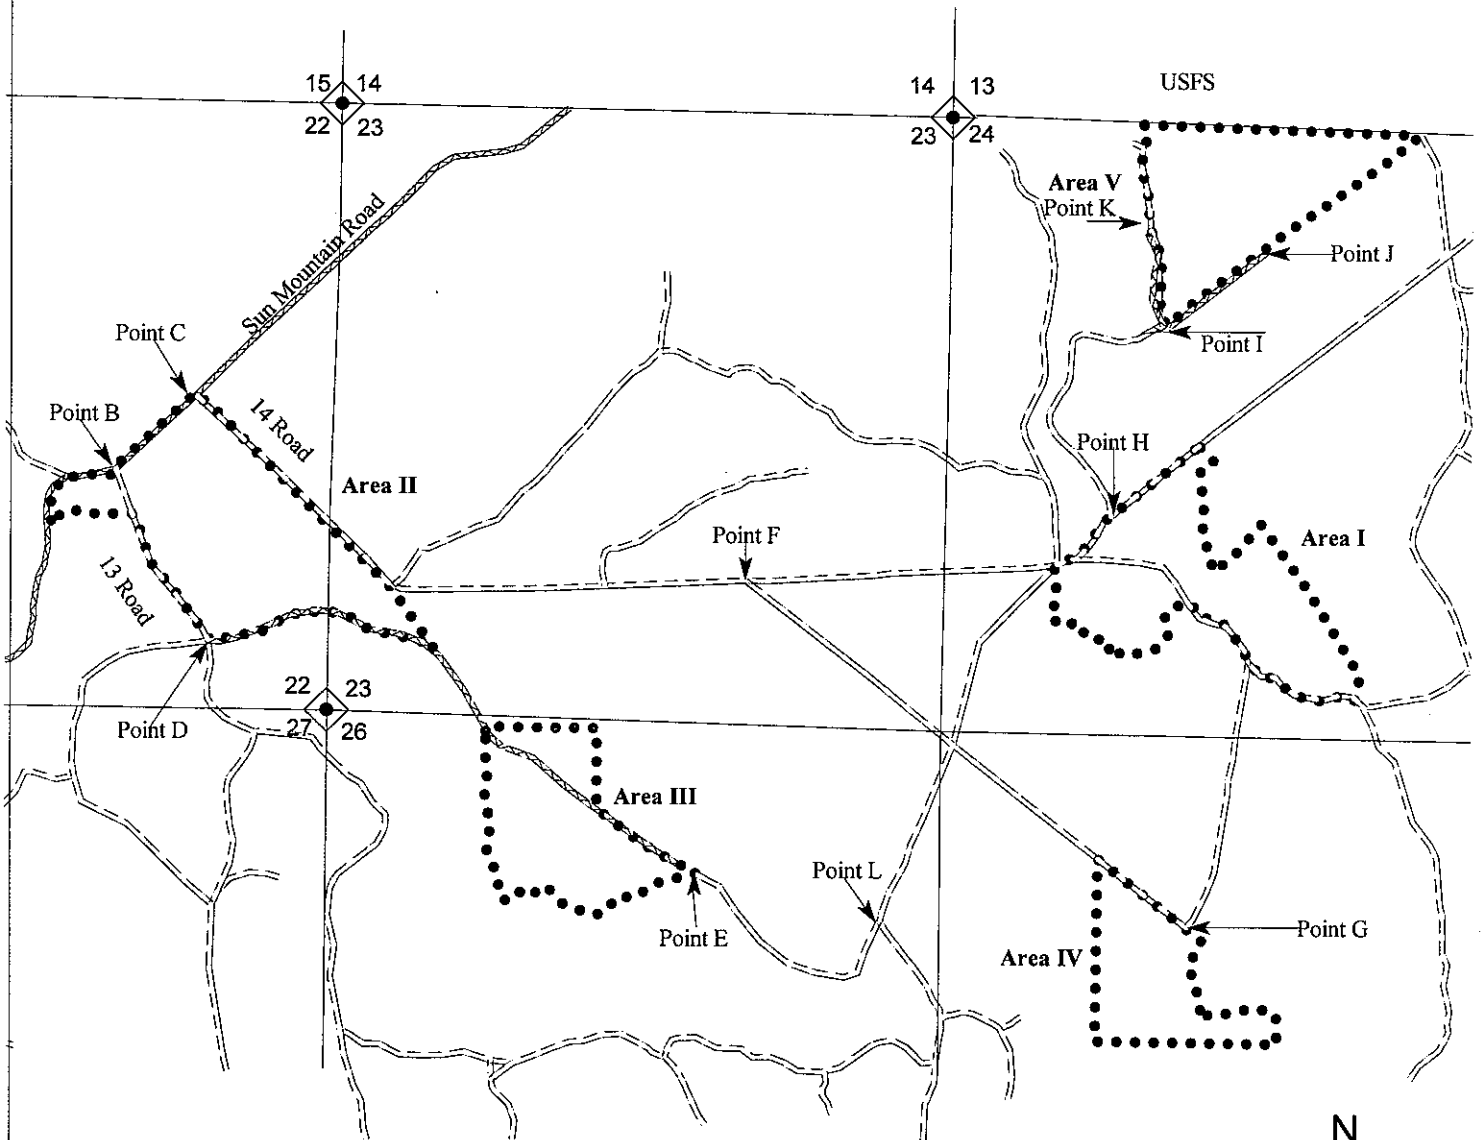 USFS
15 14
22 23
14 13
23 24
Area V
Point K
Point J
Sun Mountain Road
Point C
Point I
Point B
14 Road
Point H
Area II
Point F
Area I
13 Road
22 23
27 26
Point D
Area III
Point L
Point E
Area IV
Point G
N